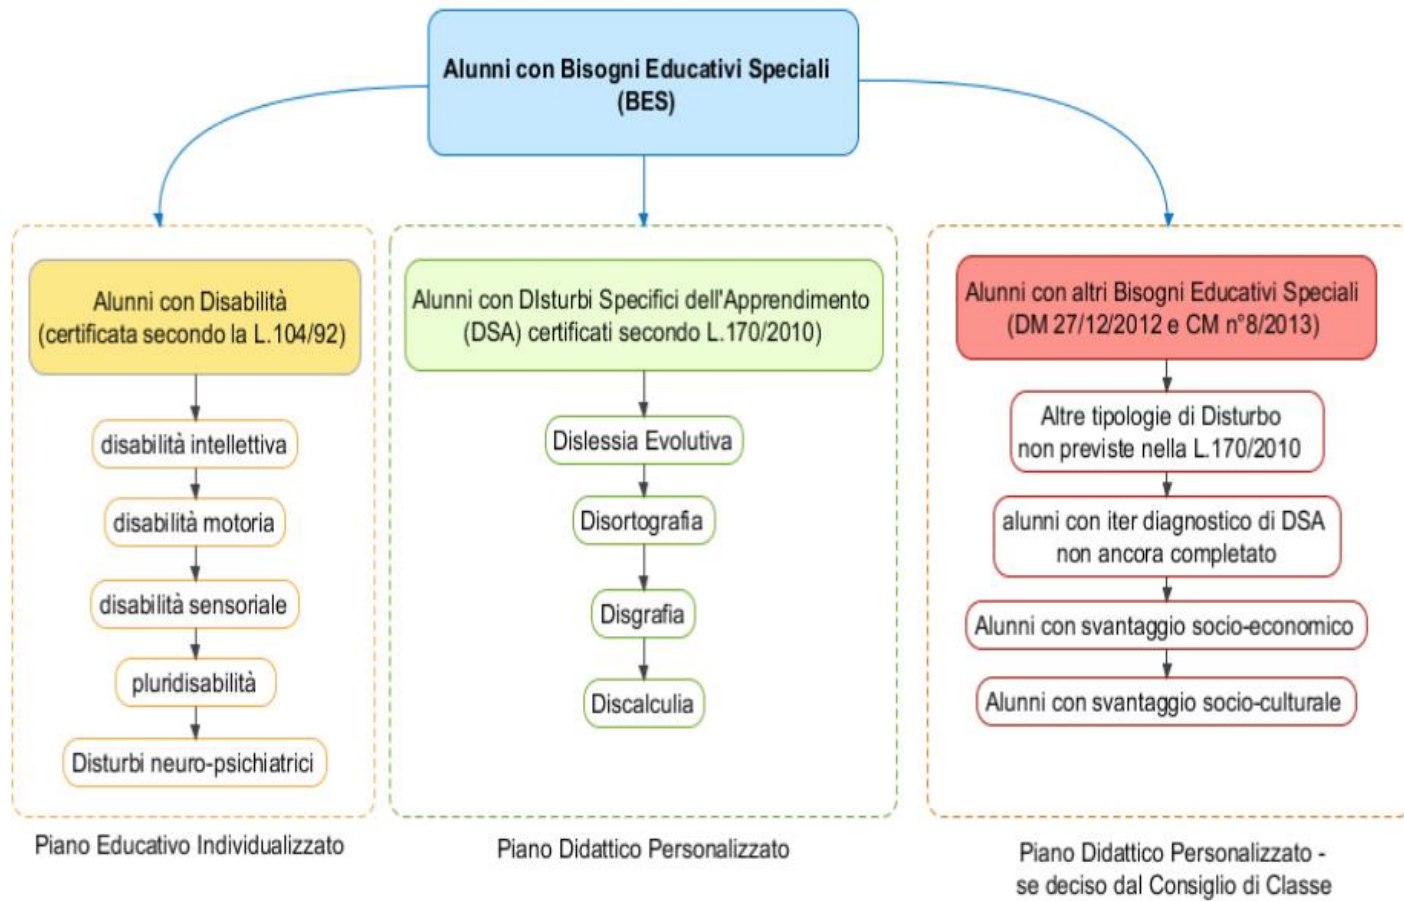 Alunni con Bisogni Educativi Speciali
(BES)
Alunni con Disabilità
(certificata secondo la L.104/92)
disabilità intellettiva
disabilità motoria
disabilità sensoriale
pluridisabilità
Disturbi neuro-psichiatrici
Piano Educativo Individualizzato
Alunni con DIsturbi Specifici dell'Apprendimento
(DSA) certificati secondo L.170/2010)
Dislessia Evolutiva
Disortografia
Disgrafia
Discalculia
Piano Didattico Personalizzato
Alunni con altri Bisogni Educativi Speciali
(DM 27/12/2012 e CM n°8/2013)
Altre tipologie di Disturbo
non previste nella L.170/2010
alunni con iter diagnostico di DSA
non ancora completato
Alunni con svantaggio socio-economico
Alunni con svantaggio socio-culturale
Piano Didattico Personalizzato -
se deciso dal Consiglio di Classe